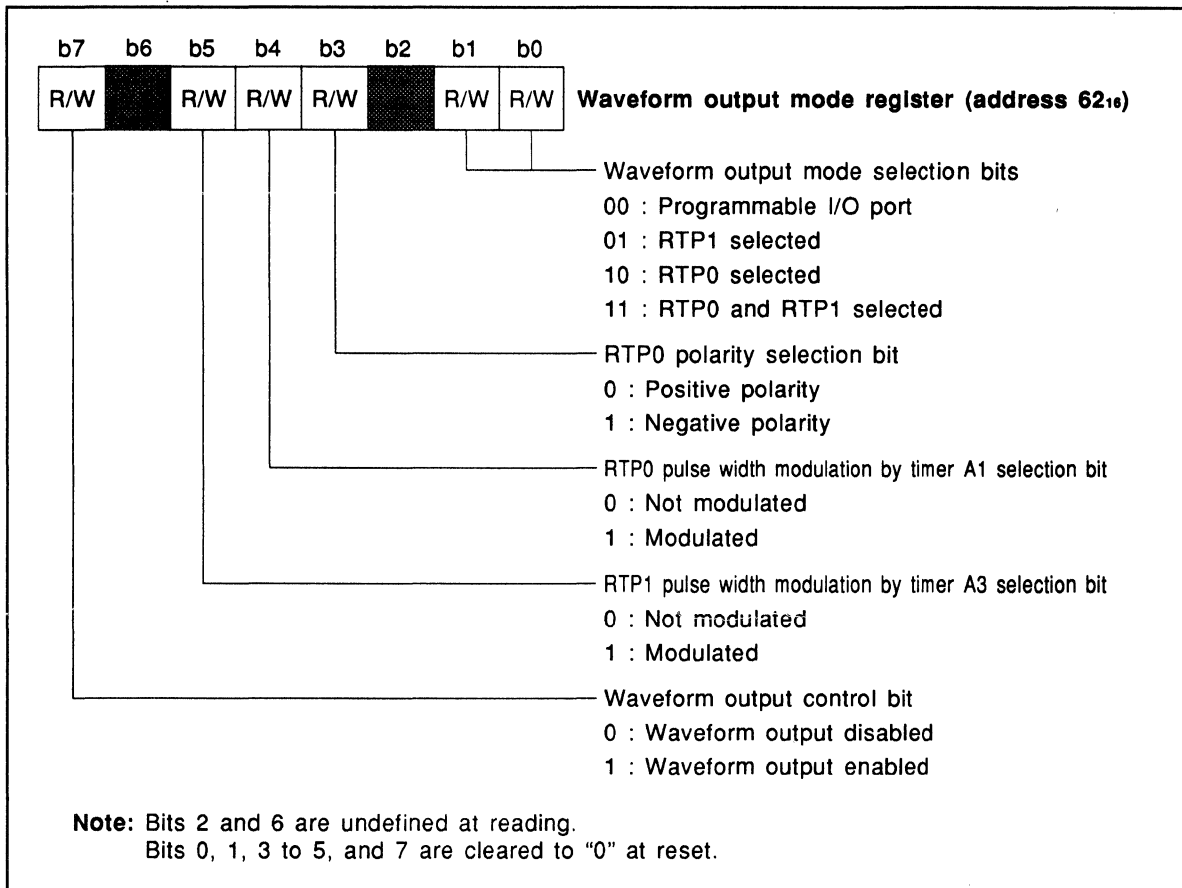 b7 b6 b5 b4 b3 b2 b1 b0
R/W R/W R/W R/W R/W R/W Waveform output mode register (address 62₁₆)
Waveform output mode selection bits
00 : Programmable I/O port
01 : RTP1 selected
10 : RTP0 selected
11 : RTP0 and RTP1 selected
RTP0 polarity selection bit
0 : Positive polarity
1 : Negative polarity
RTP0 pulse width modulation by timer A1 selection bit
0 : Not modulated
1 : Modulated
RTP1 pulse width modulation by timer A3 selection bit
0 : Not modulated
1 : Modulated
Waveform output control bit
0 : Waveform output disabled
1 : Waveform output enabled
Note: Bits 2 and 6 are undefined at reading.
Bits 0, 1, 3 to 5, and 7 are cleared to “0” at reset.